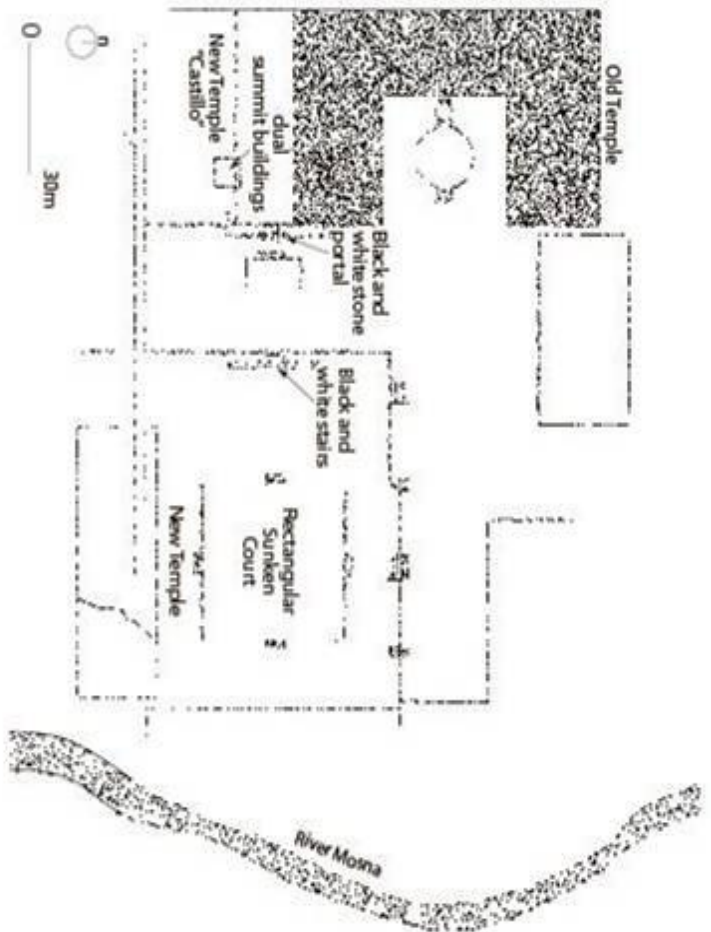 Old Temple
dual
summit buildings
New Temple
"Castillo"
Black and
white stone
portal
Black and
white stairs
Rectangular
Sunken
Court
New Temple
River Mosna
n
0
30m